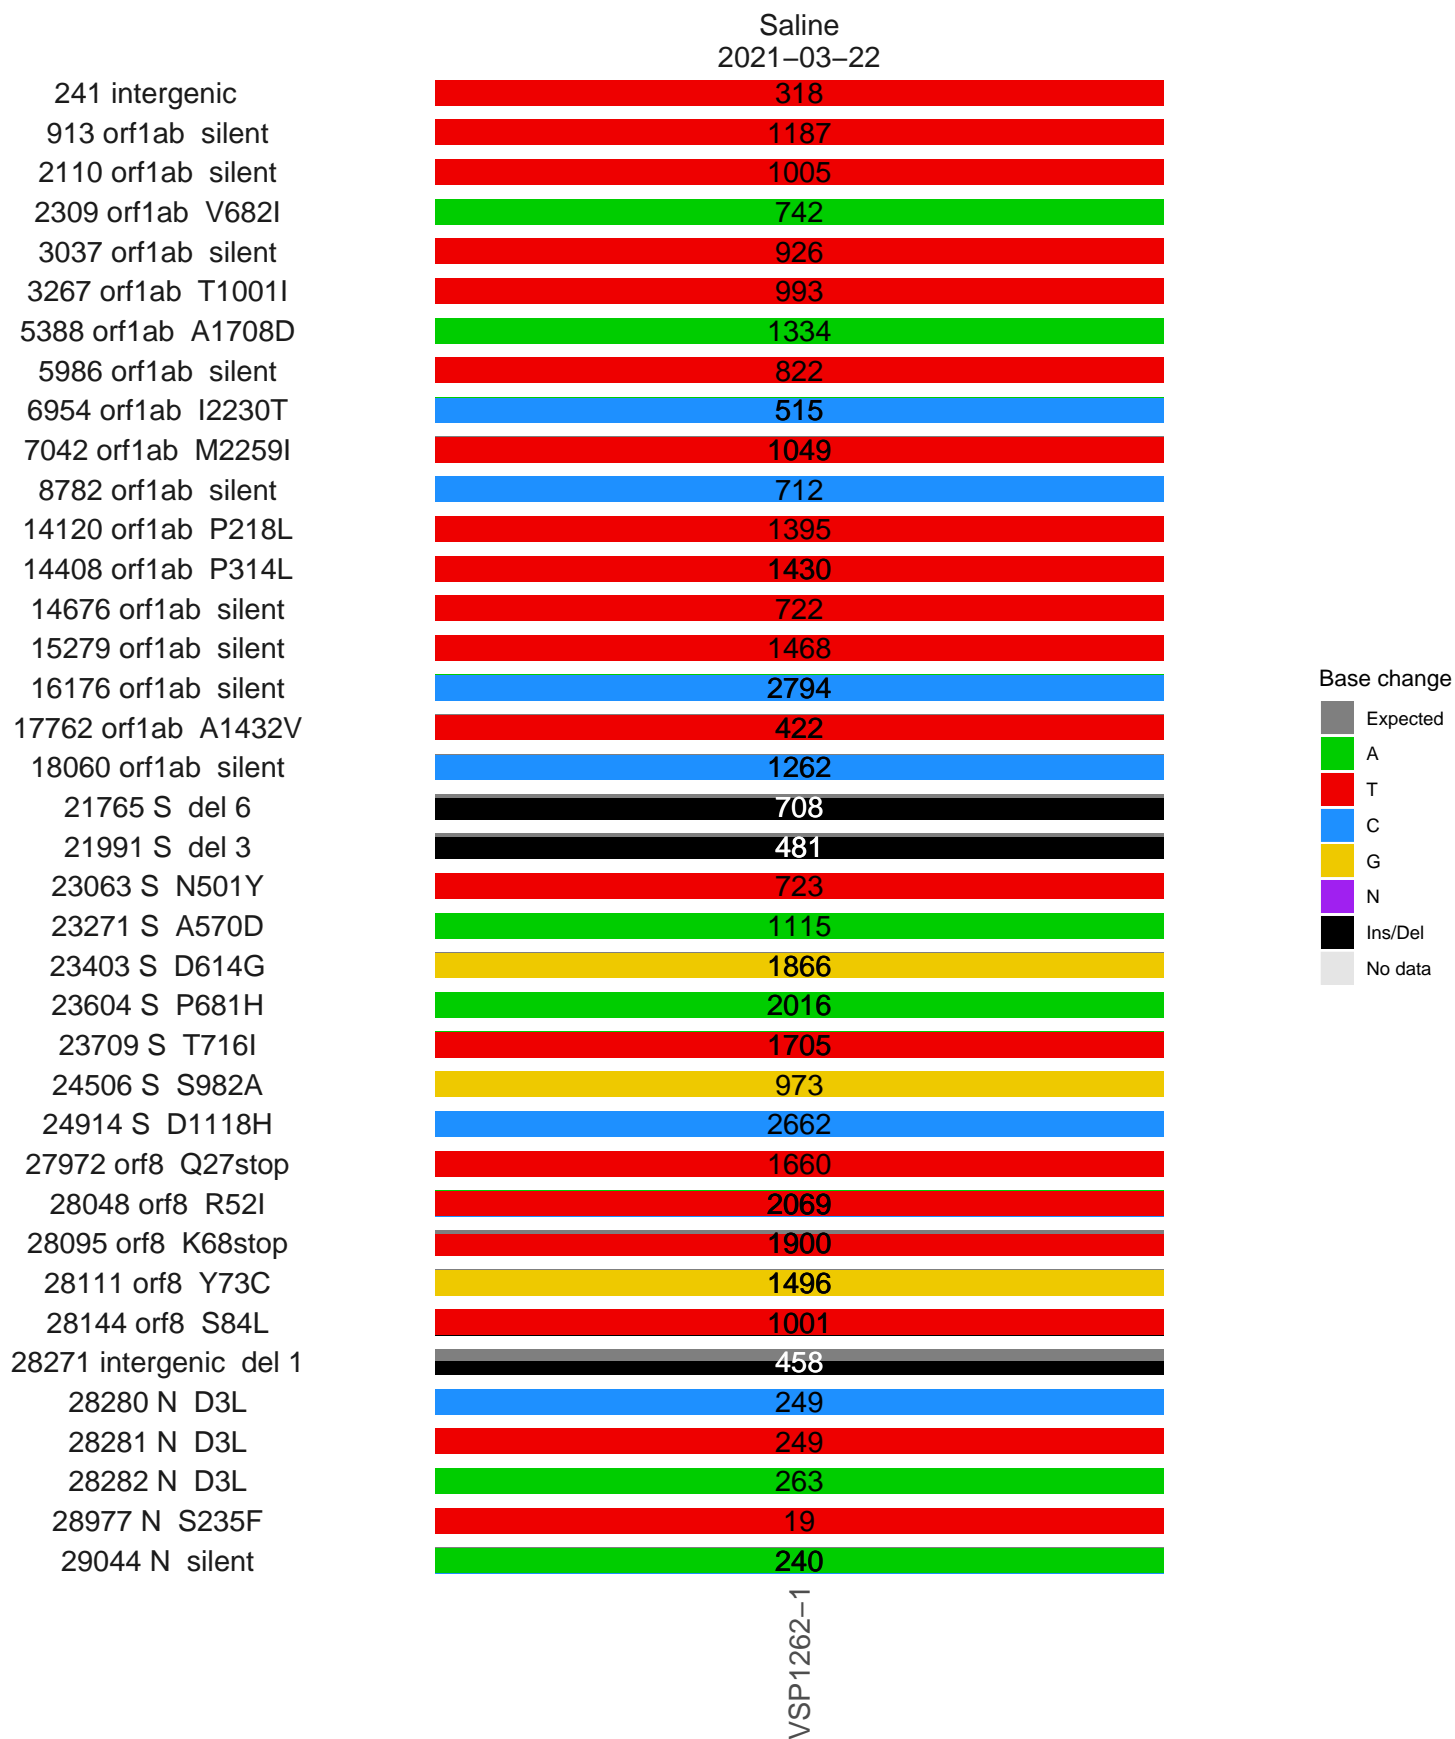 Saline
2021−03−22
241 intergenic 318
913 orf1ab silent 1187
2110 orf1ab silent 1005
2309 orf1ab V682I 742
3037 orf1ab silent 926
3267 orf1ab T1001I 993
5388 orf1ab A1708D 1334
5986 orf1ab silent 822
6954 orf1ab I2230T 515
7042 orf1ab M2259I 1049
8782 orf1ab silent 712
14120 orf1ab P218L 1395
14408 orf1ab P314L 1430
14676 orf1ab silent 722
15279 orf1ab silent 1468
16176 orf1ab silent 2794
17762 orf1ab A1432V 422
18060 orf1ab silent 1262
21765 S del 6 708
21991 S del 3 481
23063 S N501Y 723
23271 S A570D 1115
23403 S D614G 1866
23604 S P681H 2016
23709 S T716I 1705
24506 S S982A 973
24914 S D1118H 2662
27972 orf8 Q27stop 1660
28048 orf8 R52I 2069
28095 orf8 K68stop 1900
28111 orf8 Y73C 1496
28144 orf8 S84L 1001
28271 intergenic del 1 458
28280 N D3L 249
28281 N D3L 249
28282 N D3L 263
28977 N S235F 19
29044 N silent 240
VSP1262−1
Base change
Expected
A
T
C
G
N
Ins/Del
No data